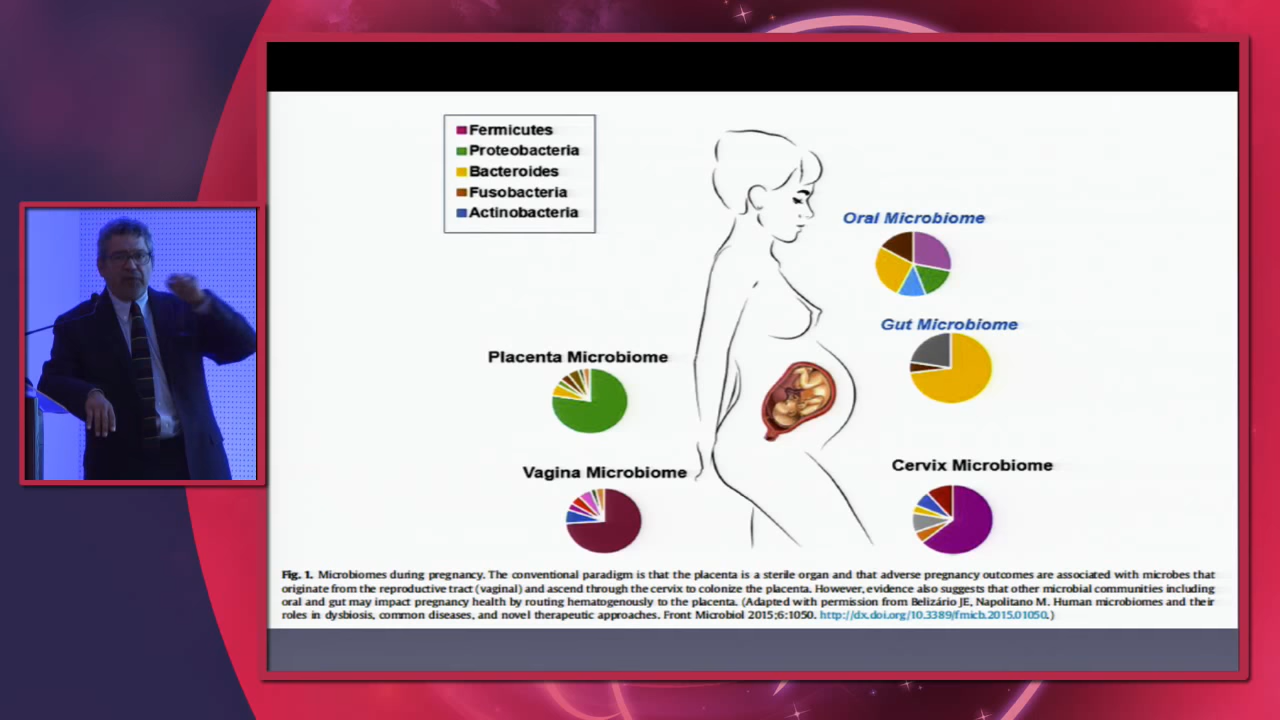 Fermicutes
Proteobacteria
Bacteroides
Fusobacteria
Actinobacteria
Oral Microbiome
Gut Microbiome
Placenta Microbiome
Vagina Microbiome
Cervix Microbiome
Fig. 1. Microbiomes during pregnancy. The conventional paradigm is that the placenta is a sterile organ and that adverse pregnancy outcomes are associated with microbes that
originate from the reproductive tract (vaginal) and ascend through the cervix to colonize the placenta. However, evidence also suggests that other microbial communities including
oral and gut may impact pregnancy health by routing hematogenously to the placenta. (Adapted with permission from Belizário JE, Napolitano M. Human microbiomes and their
roles in dysbiosis, common diseases, and novel therapeutic approaches. Front Microbiol 2015;6:1050. http://dx.doi.org/10.3389/fmicb.2015.01050.)